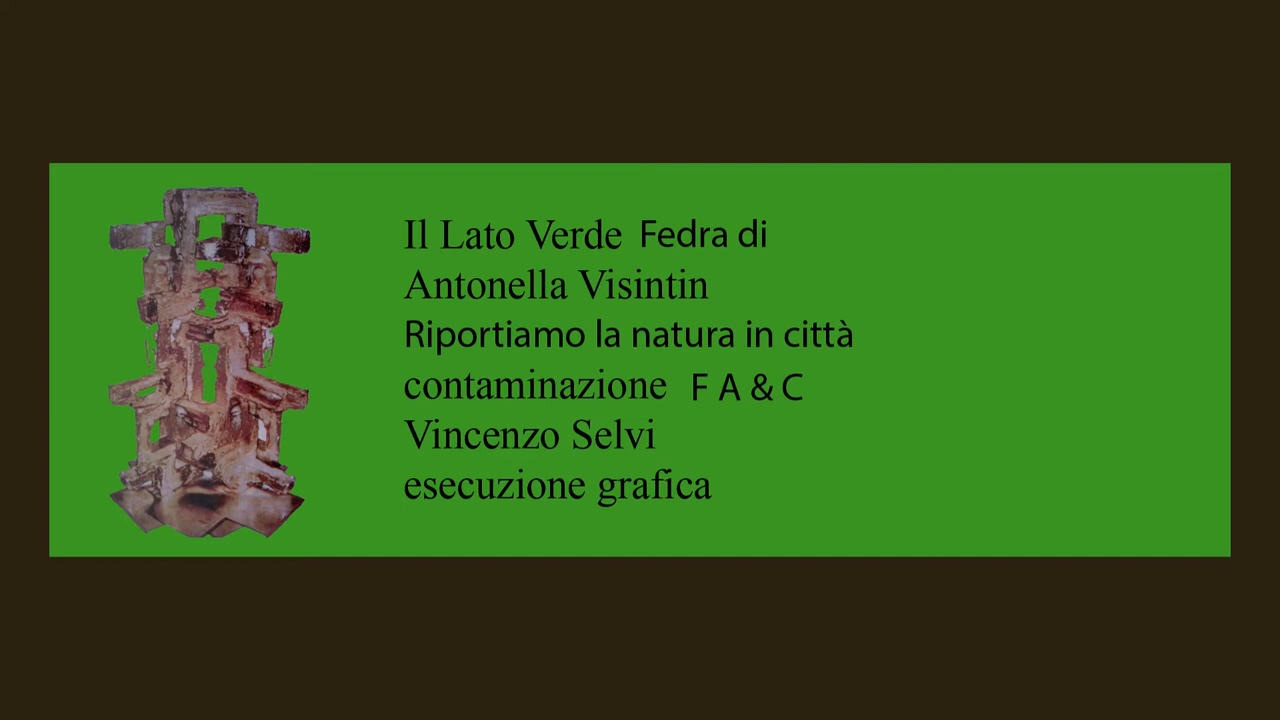 Il Lato Verde Fedra di
Antonella Visintin
Riportiamo la natura in città
contaminazione F A & C
Vincenzo Selvi
esecuzione grafica